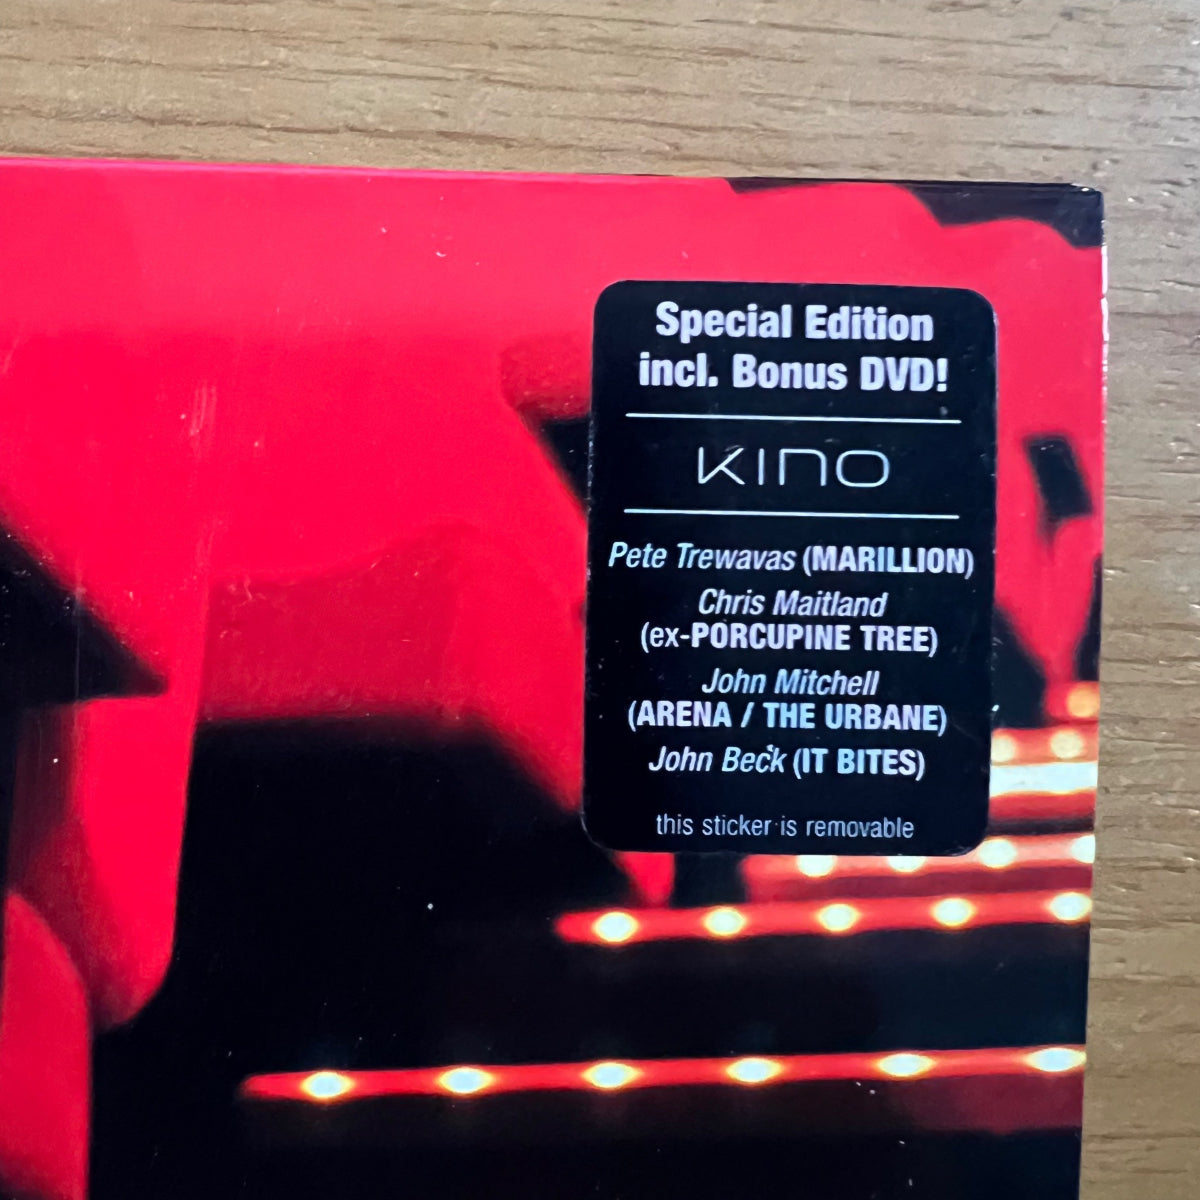 Special Edition
incl. Bonus DVD!
KINO
Pete Trewavas (MARILLION)
Chris Maitland
(ex-PORCUPINE TREE)
John Mitchell
(ARENA / THE URBANE)
John Beck (IT BITES)
this sticker is removable